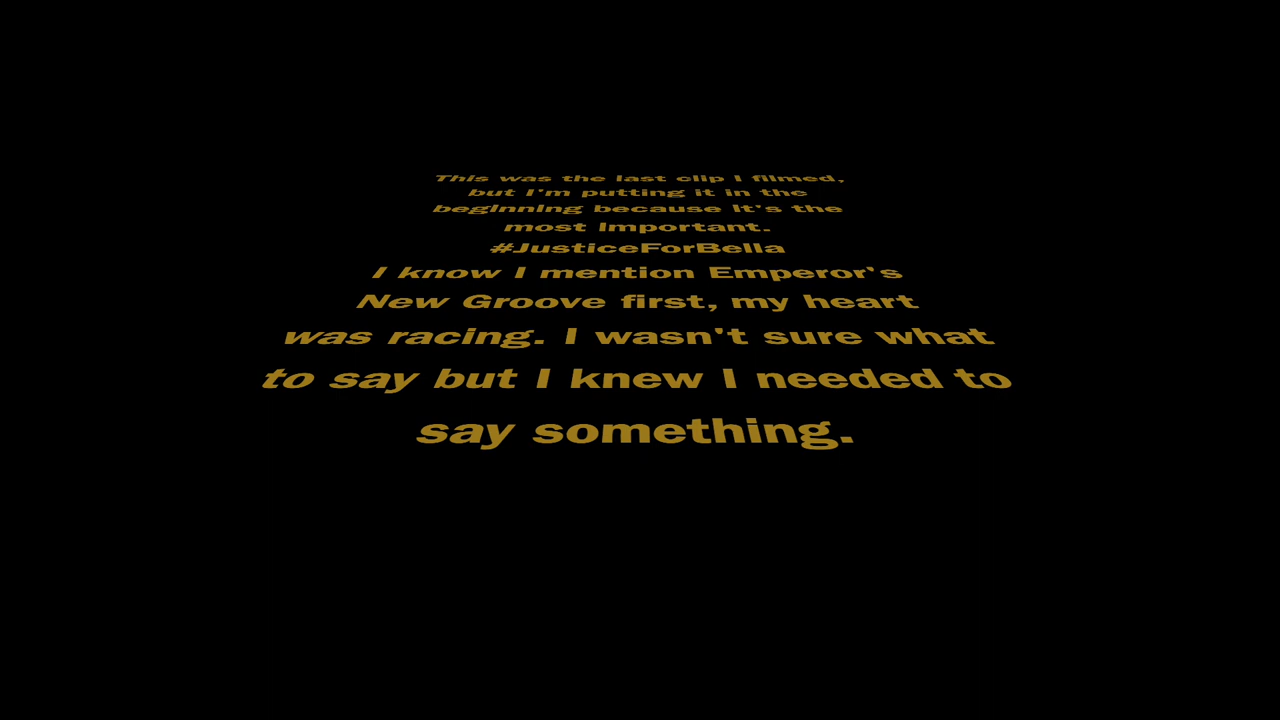 This was the last clip I filmed,
but I'm putting it in the
beginning because it's the
most important.
#JusticeForBella
I know I mention Emperor's
New Groove first, my heart
was racing. I wasn't sure what
to say but I knew I needed to
say something.